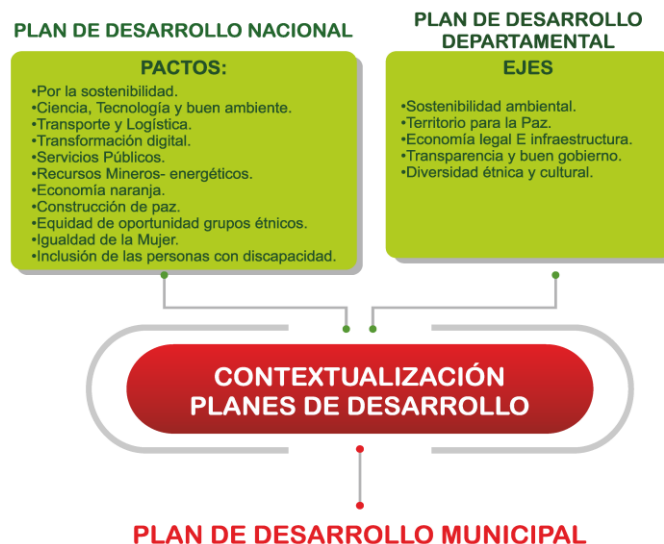 PLAN DE DESARROLLO NACIONAL
PACTOS:
•Por la sostenibilidad.
•Ciencia, Tecnología y buen ambiente.
•Transporte y Logística.
•Transformación digital.
•Servicios Públicos.
•Recursos Mineros- energéticos.
•Economía naranja.
•Construcción de paz.
•Equidad de oportunidad grupos étnicos.
•Igualdad de la Mujer.
•Inclusión de las personas con discapacidad.
PLAN DE DESARROLLO
DEPARTAMENTAL
EJES
•Sostenibilidad ambiental.
•Territorio para la Paz.
•Economía legal E infraestructura.
•Transparencia y buen gobierno.
•Diversidad étnica y cultural.
CONTEXTUALIZACIÓN
PLANES DE DESARROLLO
PLAN DE DESARROLLO MUNICIPAL